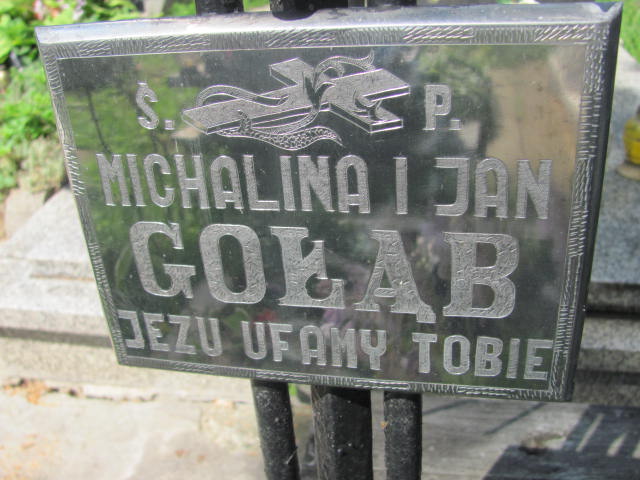 Ś. P.
MICHALINA I JAN
GOŁĄB
JEZU UFAMY TOBIE